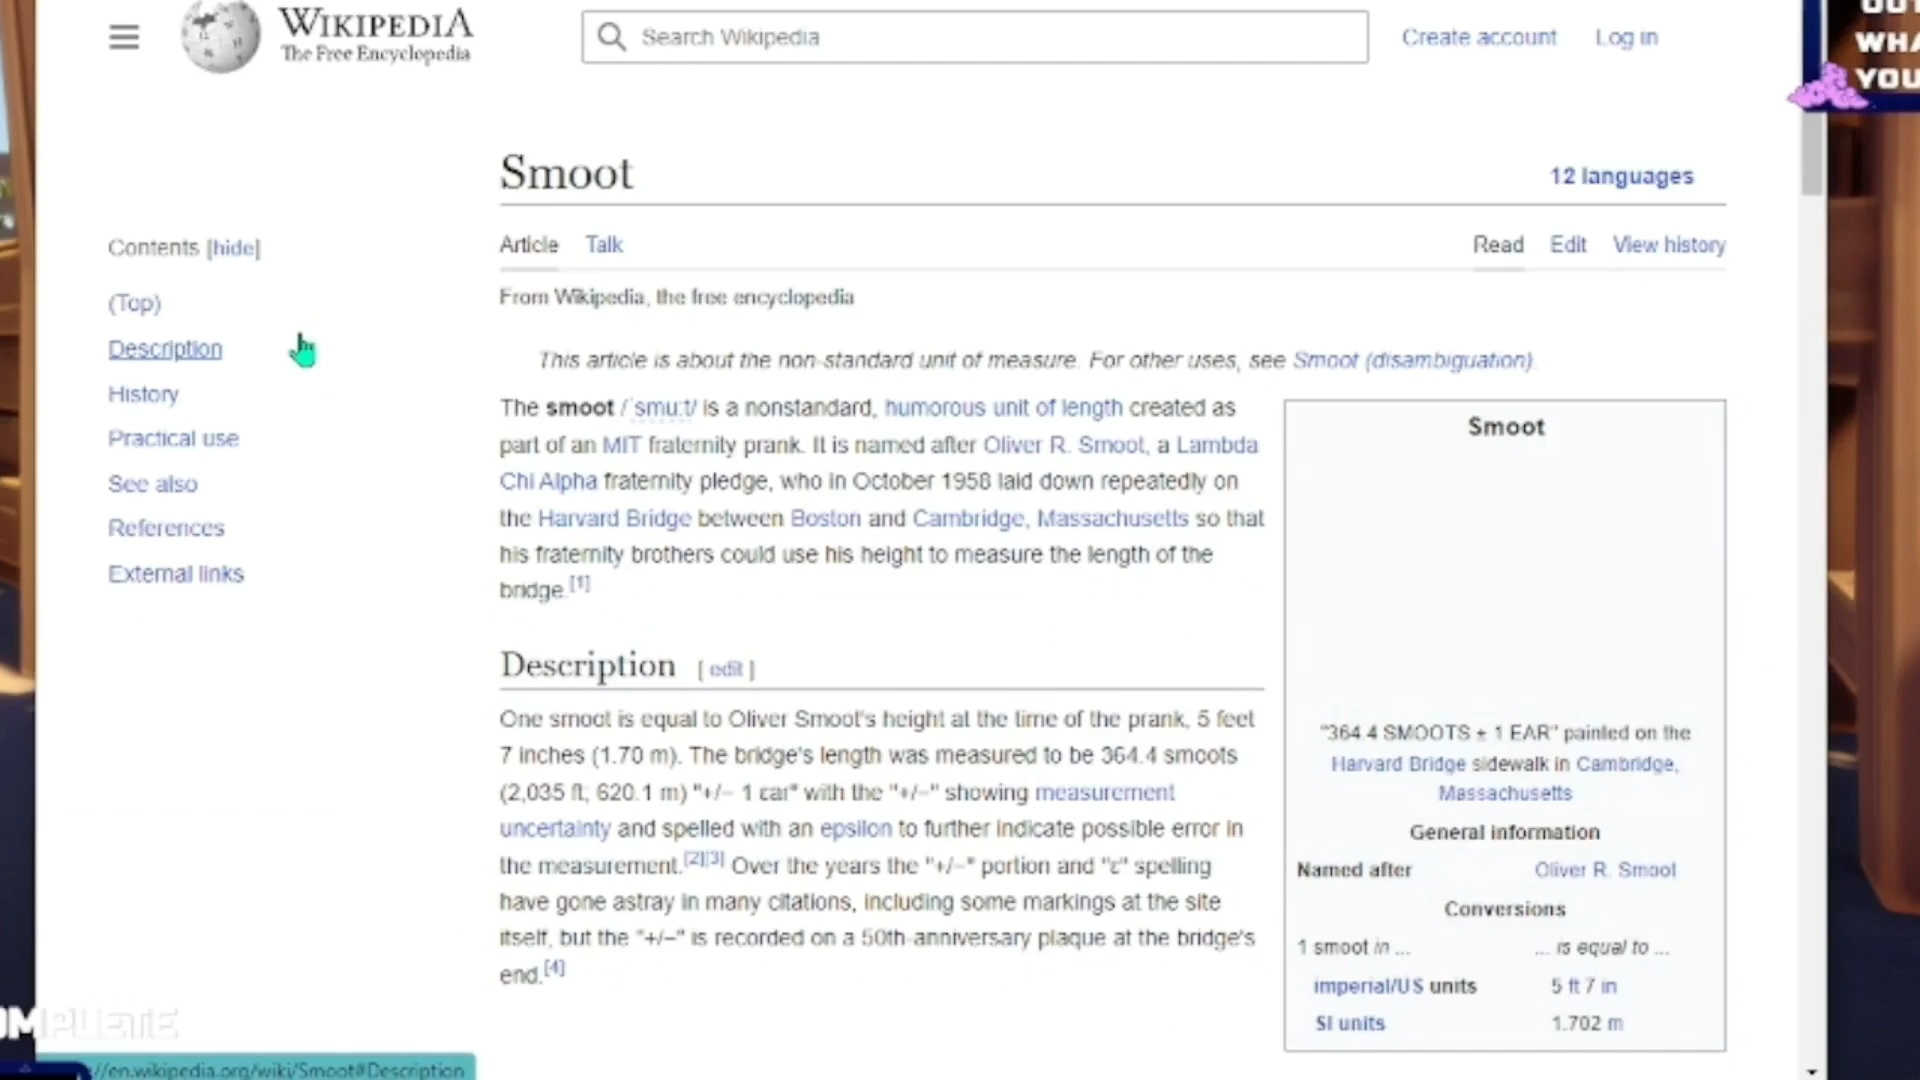 WIKIPEDIA
The Free Encyclopedia
Search Wikipedia
Create account
Log in
WHA
YOU
Smoot
12 languages
Contents [hide]
Article
Talk
Read
Edit
View history
(Top)
From Wikipedia, the free encyclopedia
Description
History
Practical use
See also
References
External links
This article is about the non-standard unit of measure. For other uses, see Smoot (disambiguation).
The smoot /ˈsmuːt/ is a nonstandard, humorous unit of length created as
part of an MIT fraternity prank. It is named after Oliver R. Smoot, a Lambda
Chi Alpha fraternity pledge, who in October 1958 laid down repeatedly on
the Harvard Bridge between Boston and Cambridge, Massachusetts so that
his fraternity brothers could use his height to measure the length of the
bridge.[1]
Description [ edit ]
One smoot is equal to Oliver Smoot's height at the time of the prank, 5 feet
7 inches (1.70 m). The bridge's length was measured to be 364.4 smoots
(2,035 ft; 620.1 m) "+/− 1 εar" with the "+/−" showing measurement
uncertainty and spelled with an epsilon to further indicate possible error in
the measurement.[2][3] Over the years the "+/−" portion and "ε" spelling
have gone astray in many citations, including some markings at the site
itself, but the "+/−" is recorded on a 50th-anniversary plaque at the bridge's
end.[4]
Smoot
"364.4 SMOOTS ± 1 EAR" painted on the
Harvard Bridge sidewalk in Cambridge,
Massachusetts
General information
Named after Oliver R. Smoot
Conversions
1 smoot in ... ... is equal to ...
imperial/US units 5 ft 7 in
SI units 1.702 m
OMPLETE
//en.wikipedia.org/wiki/Smoot#Description